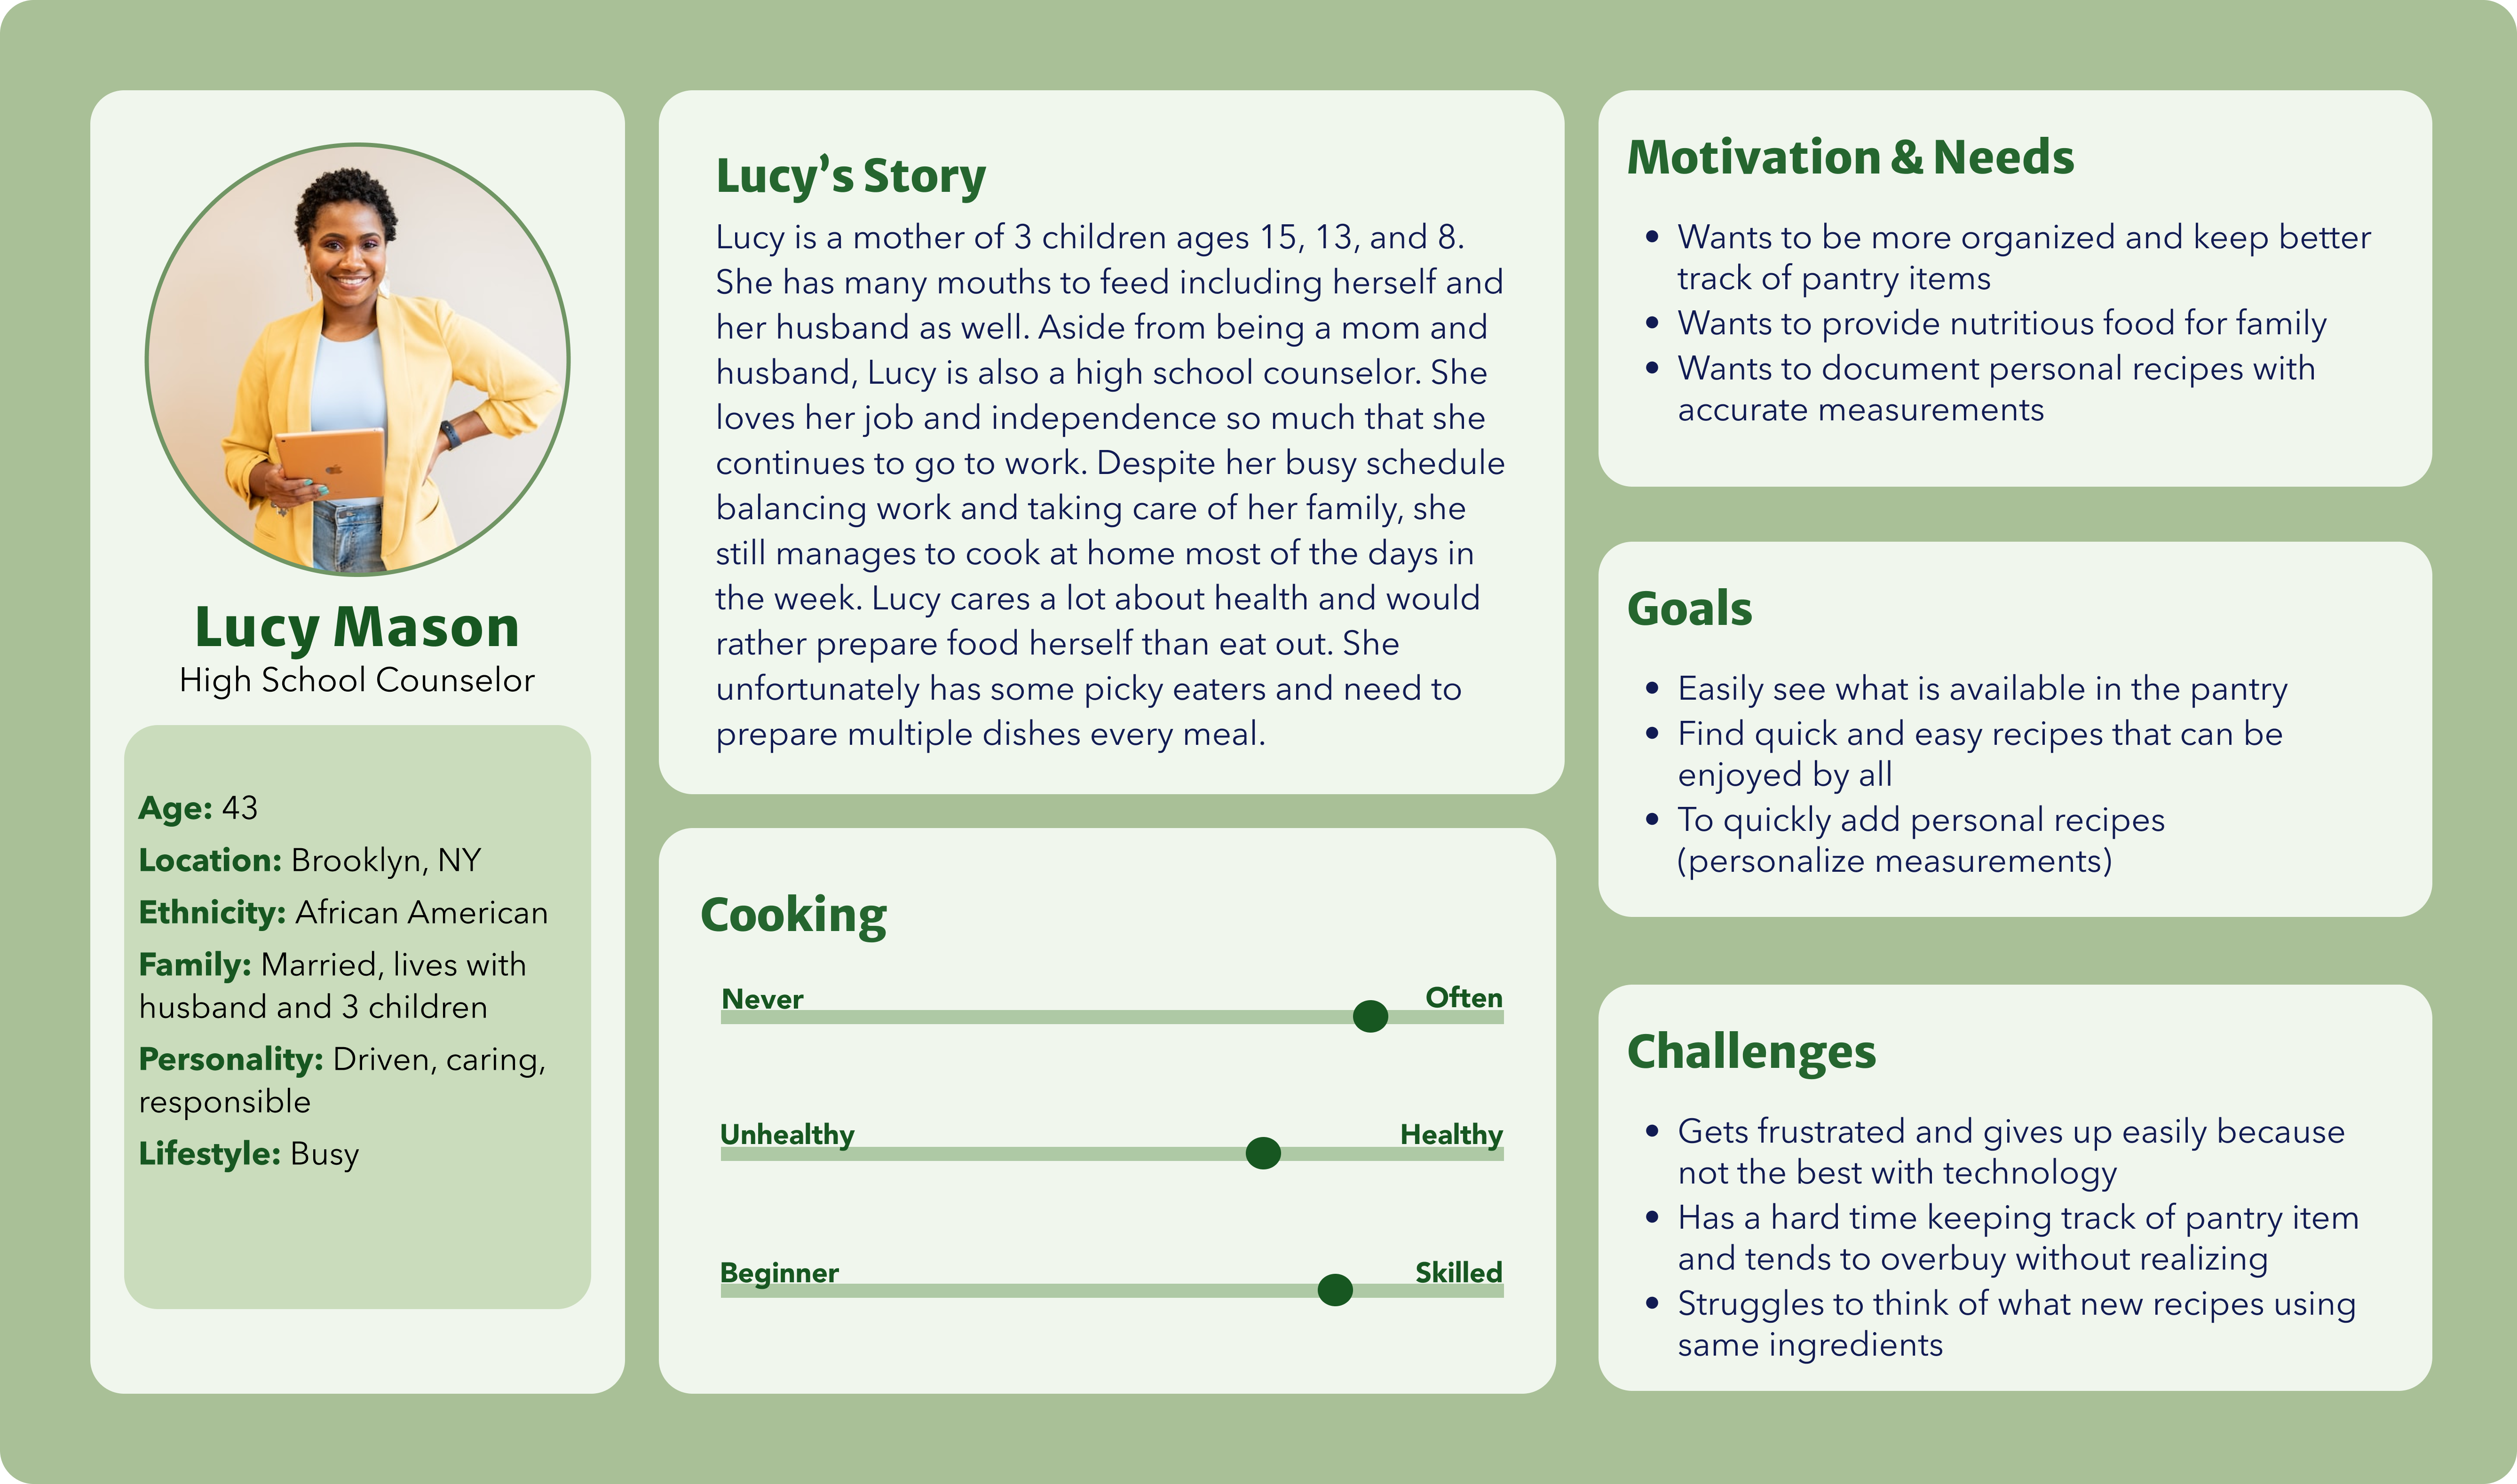 Lucy Mason
High School Counselor
Age: 43
Location: Brooklyn, NY
Ethnicity: African American
Family: Married, lives with
husband and 3 children
Personality: Driven, caring,
responsible
Lifestyle: Busy
Lucy’s Story
Lucy is a mother of 3 children ages 15, 13, and 8.
She has many mouths to feed including herself and
her husband as well. Aside from being a mom and
husband, Lucy is also a high school counselor. She
loves her job and independence so much that she
continues to go to work. Despite her busy schedule
balancing work and taking care of her family, she
still manages to cook at home most of the days in
the week. Lucy cares a lot about health and would
rather prepare food herself than eat out. She
unfortunately has some picky eaters and need to
prepare multiple dishes every meal.
Cooking
Never Often
Unhealthy Healthy
Beginner Skilled
Motivation & Needs
• Wants to be more organized and keep better
track of pantry items
• Wants to provide nutritious food for family
• Wants to document personal recipes with
accurate measurements
Goals
• Easily see what is available in the pantry
• Find quick and easy recipes that can be
enjoyed by all
• To quickly add personal recipes
(personalize measurements)
Challenges
• Gets frustrated and gives up easily because
not the best with technology
• Has a hard time keeping track of pantry item
and tends to overbuy without realizing
• Struggles to think of what new recipes using
same ingredients